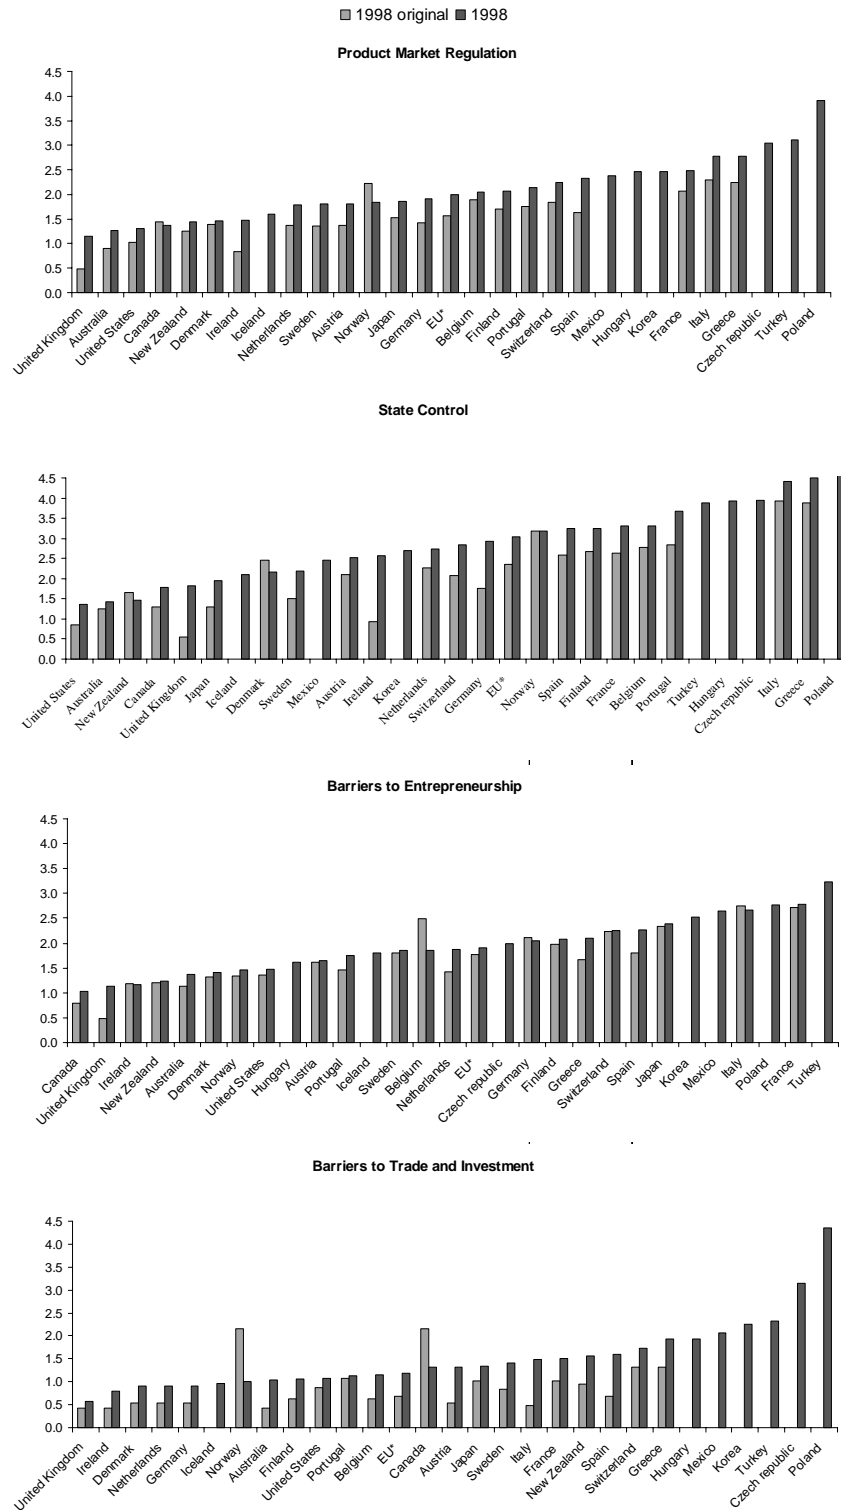 1998 original 1998
Product Market Regulation
4.5
4.0
3.5
3.0
2.5
2.0
1.5
1.0
0.5
0.0
United Kingdom
Australia
United States
Canada
New Zealand
Denmark
Ireland
Iceland
Netherlands
Sweden
Austria
Norway
Japan
Germany
EU*
Belgium
Finland
Portugal
Switzerland
Spain
Mexico
Hungary
Korea
France
Italy
Greece
Czech republic
Turkey
Poland
State Control
4.5
4.0
3.5
3.0
2.5
2.0
1.5
1.0
0.5
0.0
United States
Australia
New Zealand
Canada
United Kingdom
Japan
Iceland
Denmark
Sweden
Mexico
Austria
Ireland
Korea
Netherlands
Switzerland
Germany
EU*
Norway
Spain
Finland
France
Belgium
Portugal
Turkey
Hungary
Czech republic
Italy
Greece
Poland
Barriers to Entrepreneurship
4.5
4.0
3.5
3.0
2.5
2.0
1.5
1.0
0.5
0.0
Canada
United Kingdom
Ireland
New Zealand
Australia
Denmark
Norway
United States
Hungary
Austria
Portugal
Iceland
Sweden
Belgium
Netherlands
EU*
Czech republic
Germany
Finland
Greece
Switzerland
Spain
Japan
Korea
Mexico
Italy
Poland
France
Turkey
Barriers to Trade and Investment
4.5
4.0
3.5
3.0
2.5
2.0
1.5
1.0
0.5
0.0
United Kingdom
Ireland
Denmark
Netherlands
Germany
Iceland
Norway
Australia
Finland
United States
Portugal
Belgium
EU*
Canada
Austria
Japan
Sweden
Italy
France
New Zealand
Spain
Switzerland
Greece
Hungary
Mexico
Korea
Turkey
Czech republic
Poland